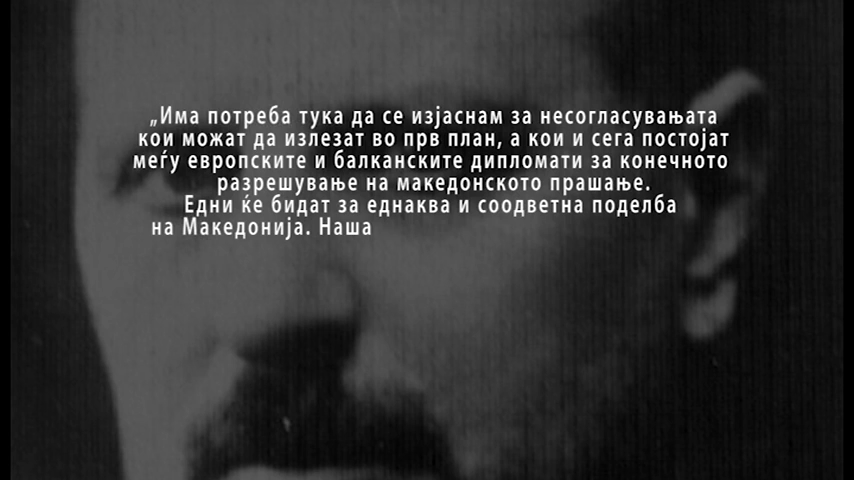 „Има потреба тука да се изјаснам за несогласувањата
кои можат да излезат во прв план, а кои и сега постојат
меѓу европските и балканските дипломати за конечното
разрешување на македонското прашање.
Едни ќе бидат за еднаква и соодветна поделба
на Македонија. Наша